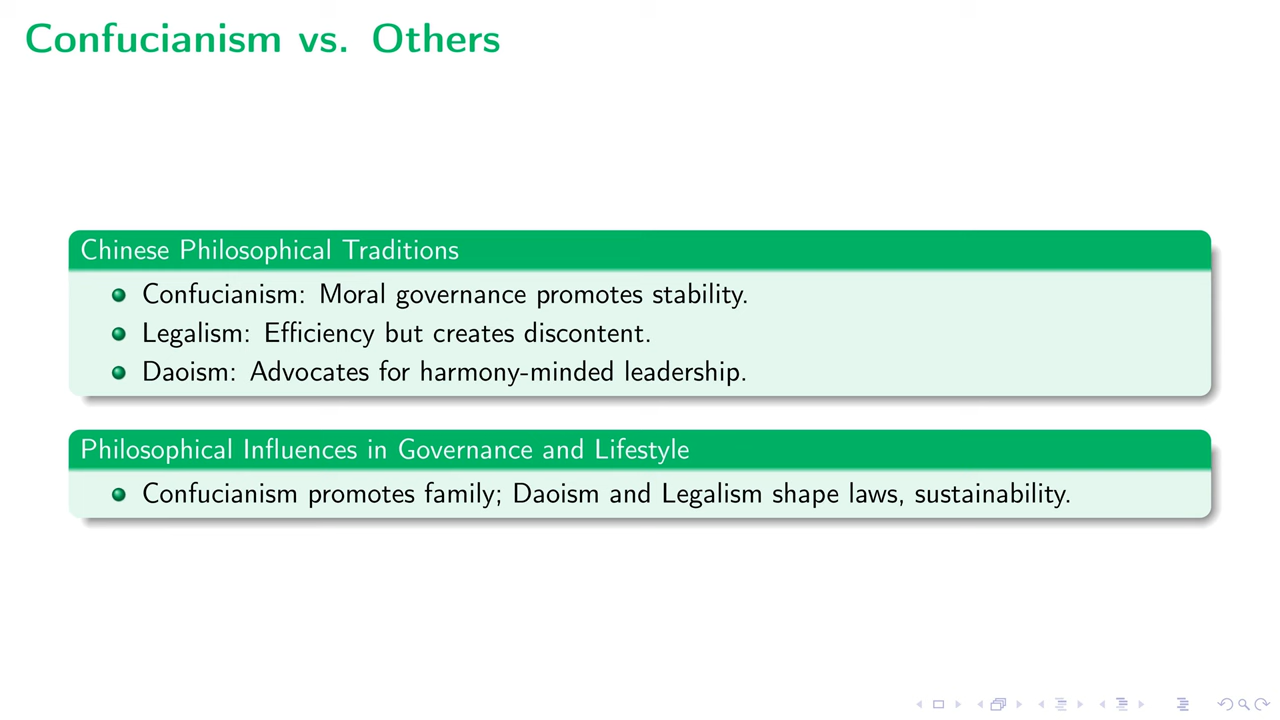 Confucianism vs. Others
Chinese Philosophical Traditions
Confucianism: Moral governance promotes stability.
Legalism: Efficiency but creates discontent.
Daoism: Advocates for harmony-minded leadership.
Philosophical Influences in Governance and Lifestyle
Confucianism promotes family; Daoism and Legalism shape laws, sustainability.